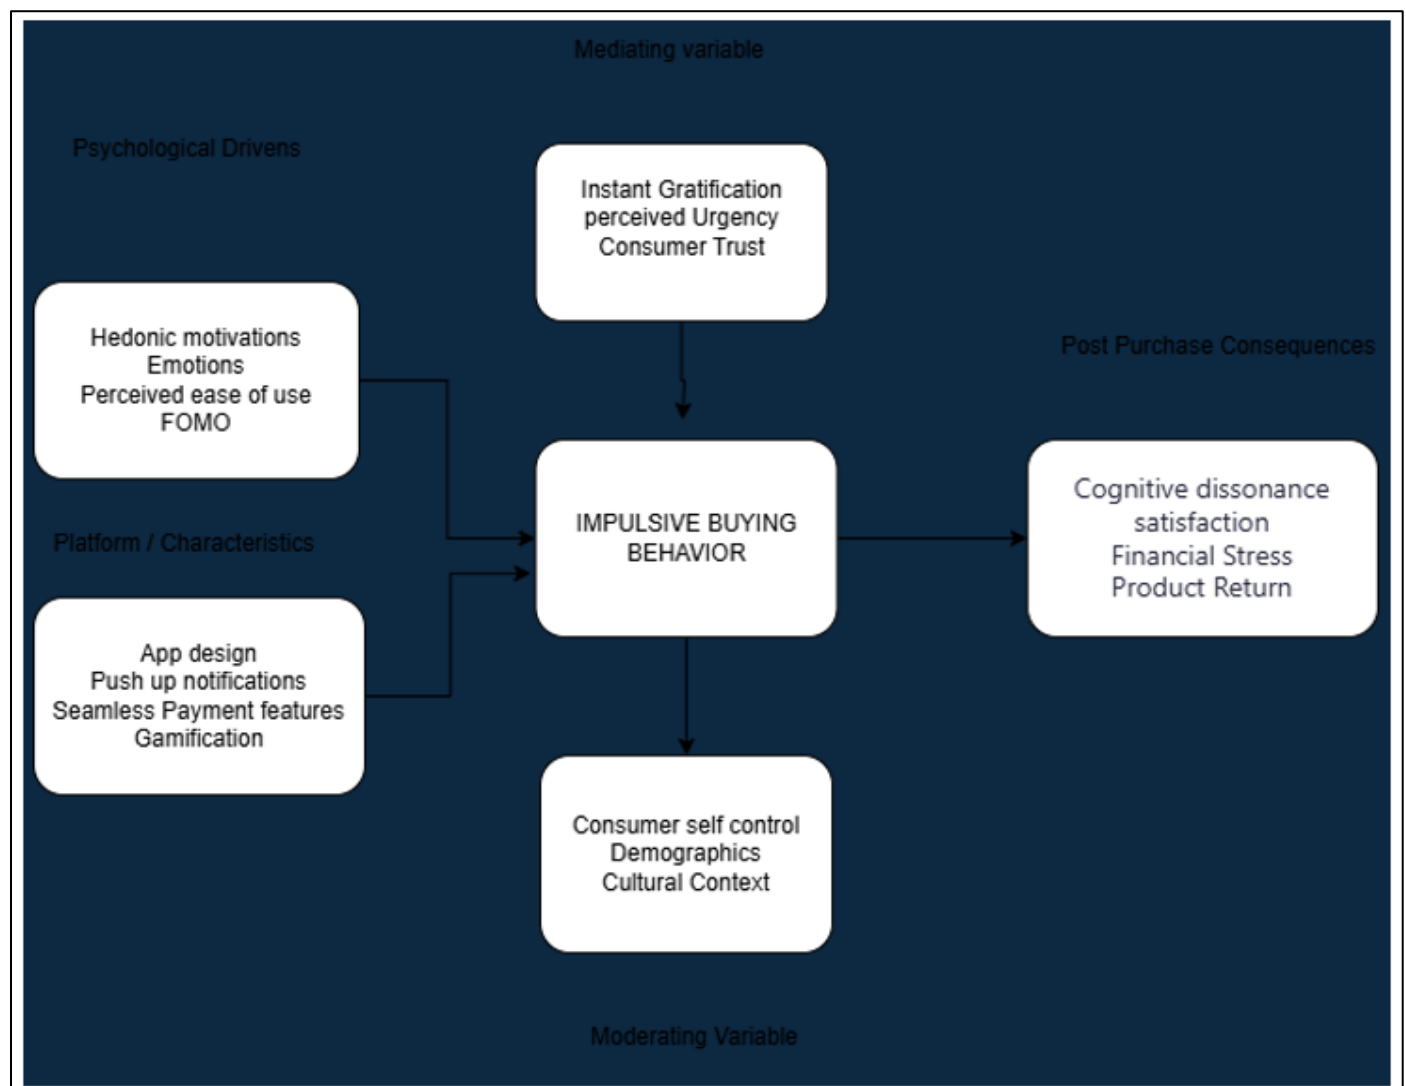 Mediating variable
Psychological Drivens
Instant Gratification
perceived Urgency
Consumer Trust
Hedonic motivations
Emotions
Perceived ease of use
FOMO
Post Purchase Consequences
Platform / Characteristics
IMPULSIVE BUYING
BEHAVIOR
Cognitive dissonance
satisfaction
Financial Stress
Product Return
App design
Push up notifications
Seamless Payment features
Gamification
Consumer self control
Demographics
Cultural Context
Moderating Variable